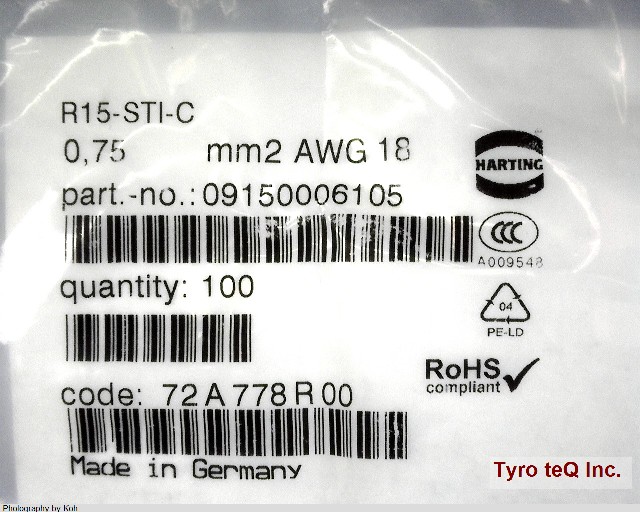 R15-STI-C
0,75 mm2 AWG 18
HARTING
part.-no.: 09150006105
CCC
A009548
quantity: 100
04
PE-LD
RoHS
compliant
code: 72 A 778 R 00
Made in Germany
Tyro teQ Inc.
Photography by Koh